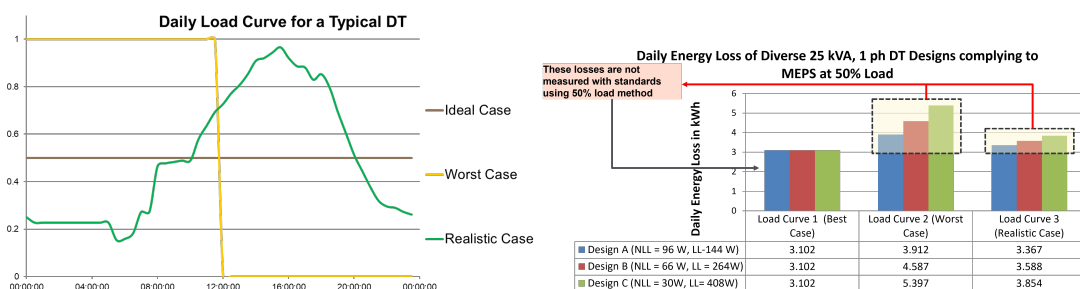 Daily Load Curve for a Typical DT
1
0.8
0.6
0.4
0.2
0
00:00:00
04:00:00
08:00:00
12:00:00
16:00:00
20:00:00
00:00:00
Ideal Case
Worst Case
Realistic Case
Daily Energy Loss of Diverse 25 kVA, 1 ph DT Designs complying to
MEPS at 50% Load
These losses are not
measured with standards
using 50% load method
Daily Energy Loss in kWh
6
5
4
3
2
1
0
Load Curve 1 (Best
Case)
Load Curve 2 (Worst
Case)
Load Curve 3
(Realistic Case)
Design A (NLL = 96 W, LL-144 W) 3.102 3.912 3.367
Design B (NLL = 66 W, LL = 264W) 3.102 4.587 3.588
Design C (NLL = 30W, LL= 408W) 3.102 5.397 3.854